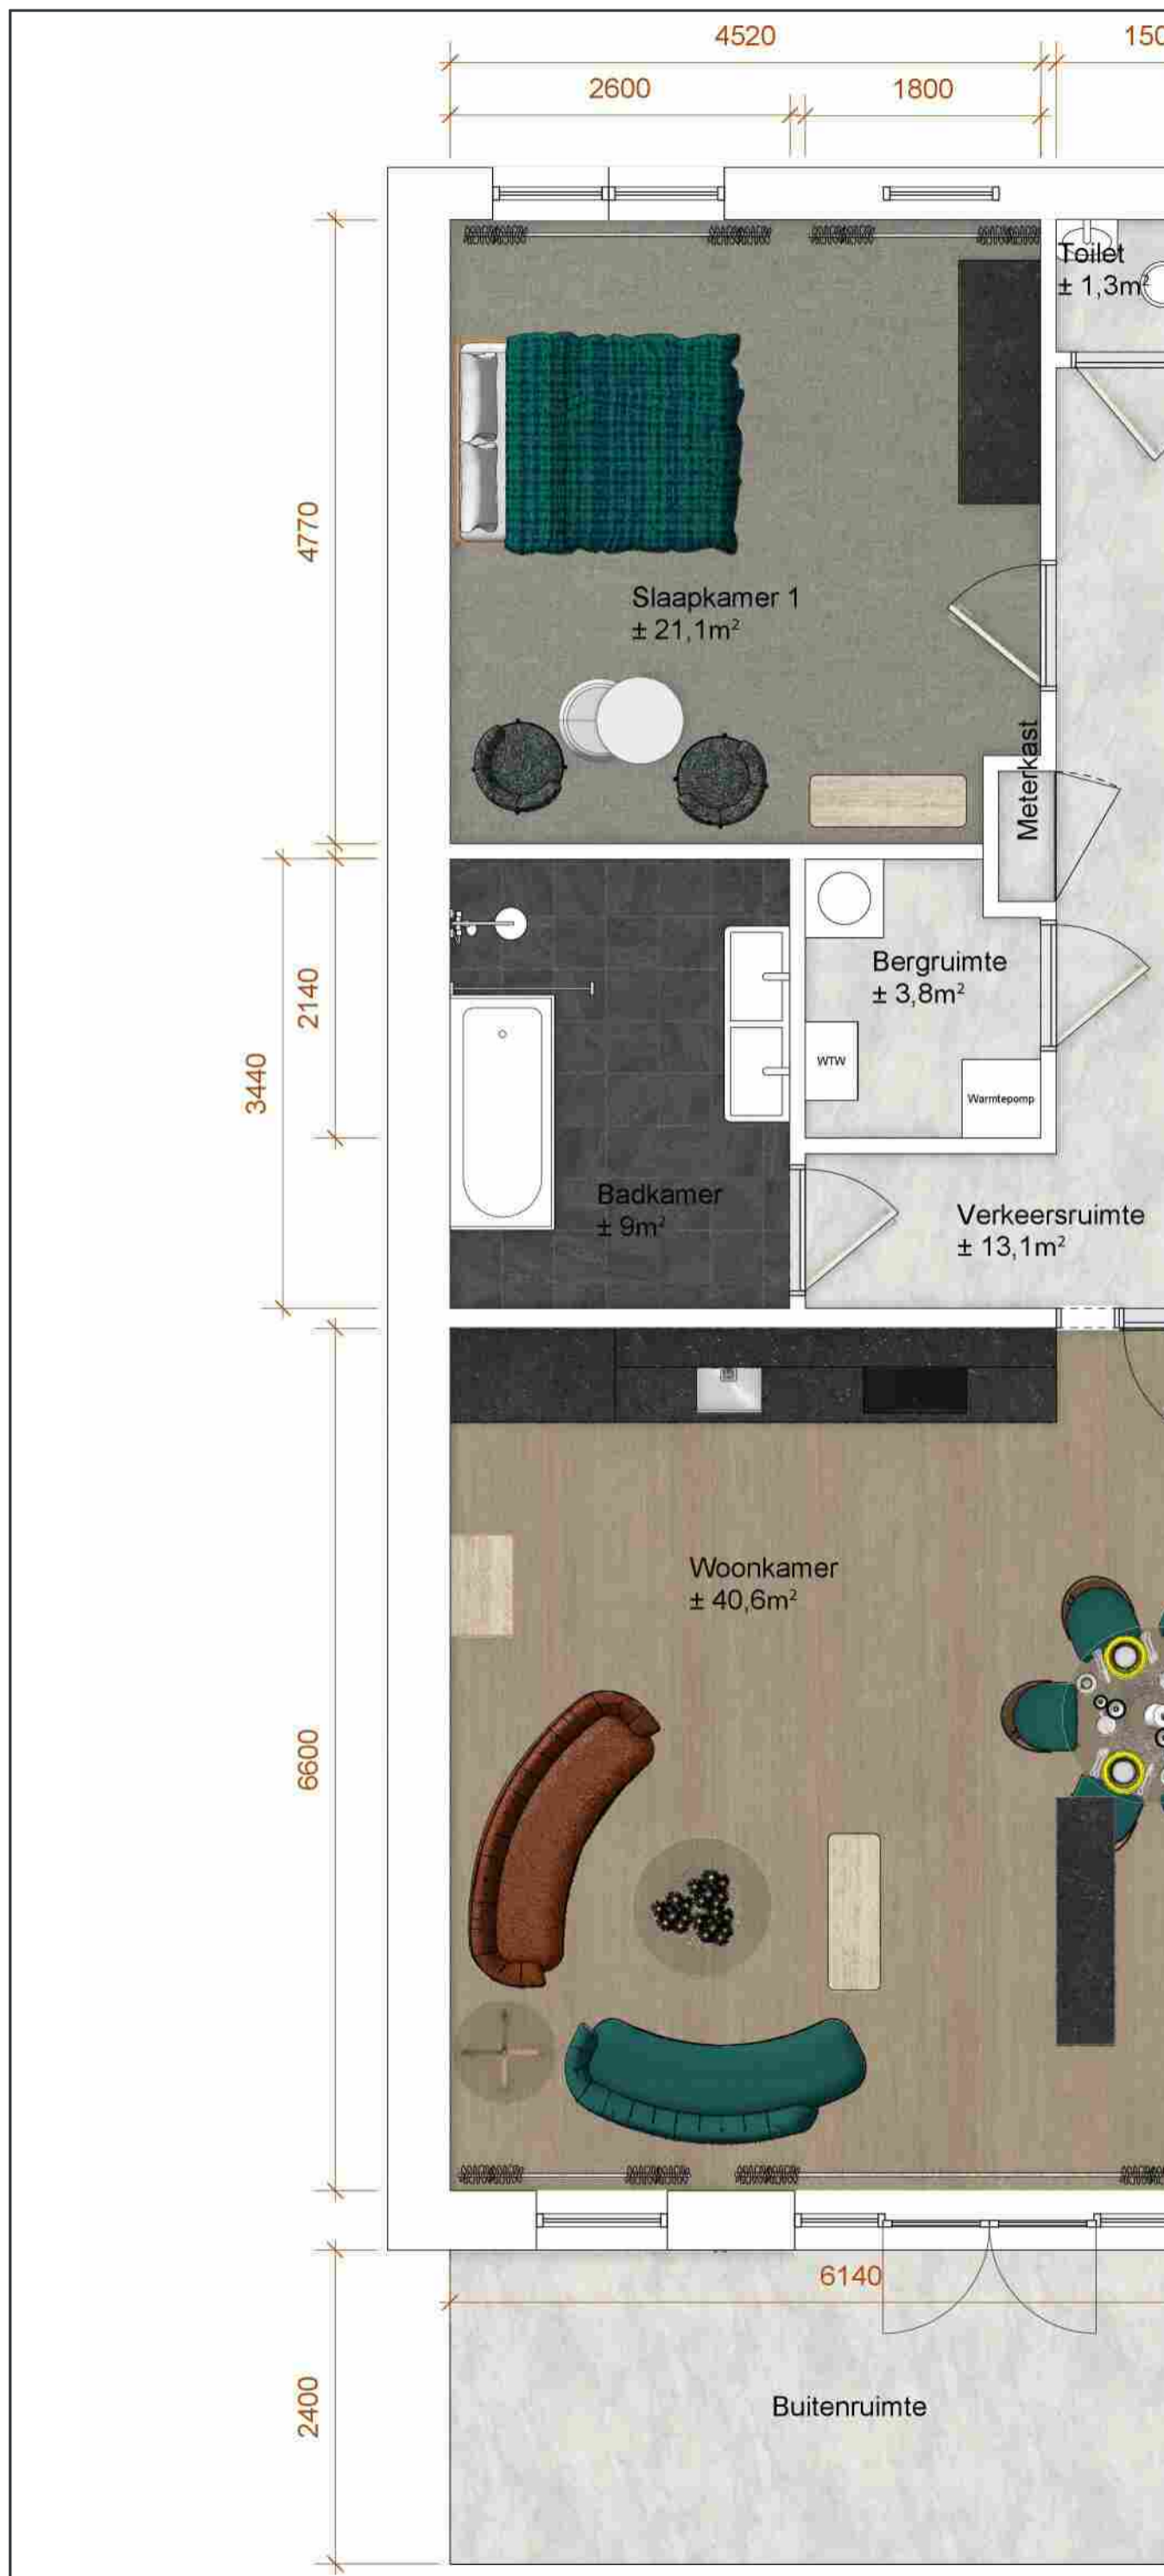 4520
150
2600
1800
Toilet
± 1,3m²
4770
Slaapkamer 1
± 21,1m²
Meterkast
Bergruimte
± 3,8m²
2140
3440
WTW
Warmtepomp
Badkamer
± 9m²
Verkeersruimte
± 13,1m²
Woonkamer
± 40,6m²
6600
6140
Buitenruimte
2400